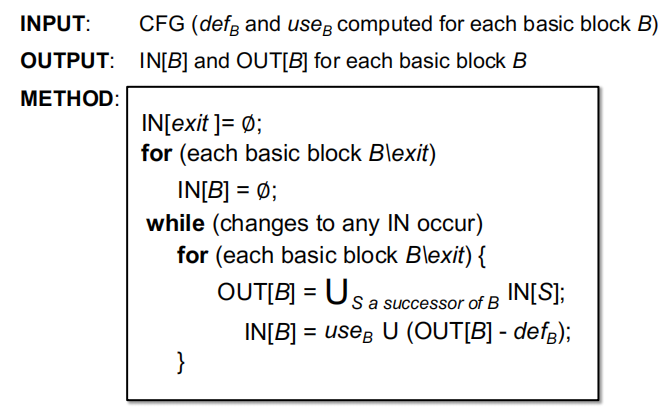 INPUT: CFG (def_B and use_B computed for each basic block B)
OUTPUT: IN[B] and OUT[B] for each basic block B
METHOD:
IN[exit ]= ∅;
for (each basic block B\exit)
IN[B] = ∅;
while (changes to any IN occur)
for (each basic block B\exit) {
OUT[B] = ⋃_S a successor of B IN[S];
IN[B] = use_B U (OUT[B] - def_B);
}